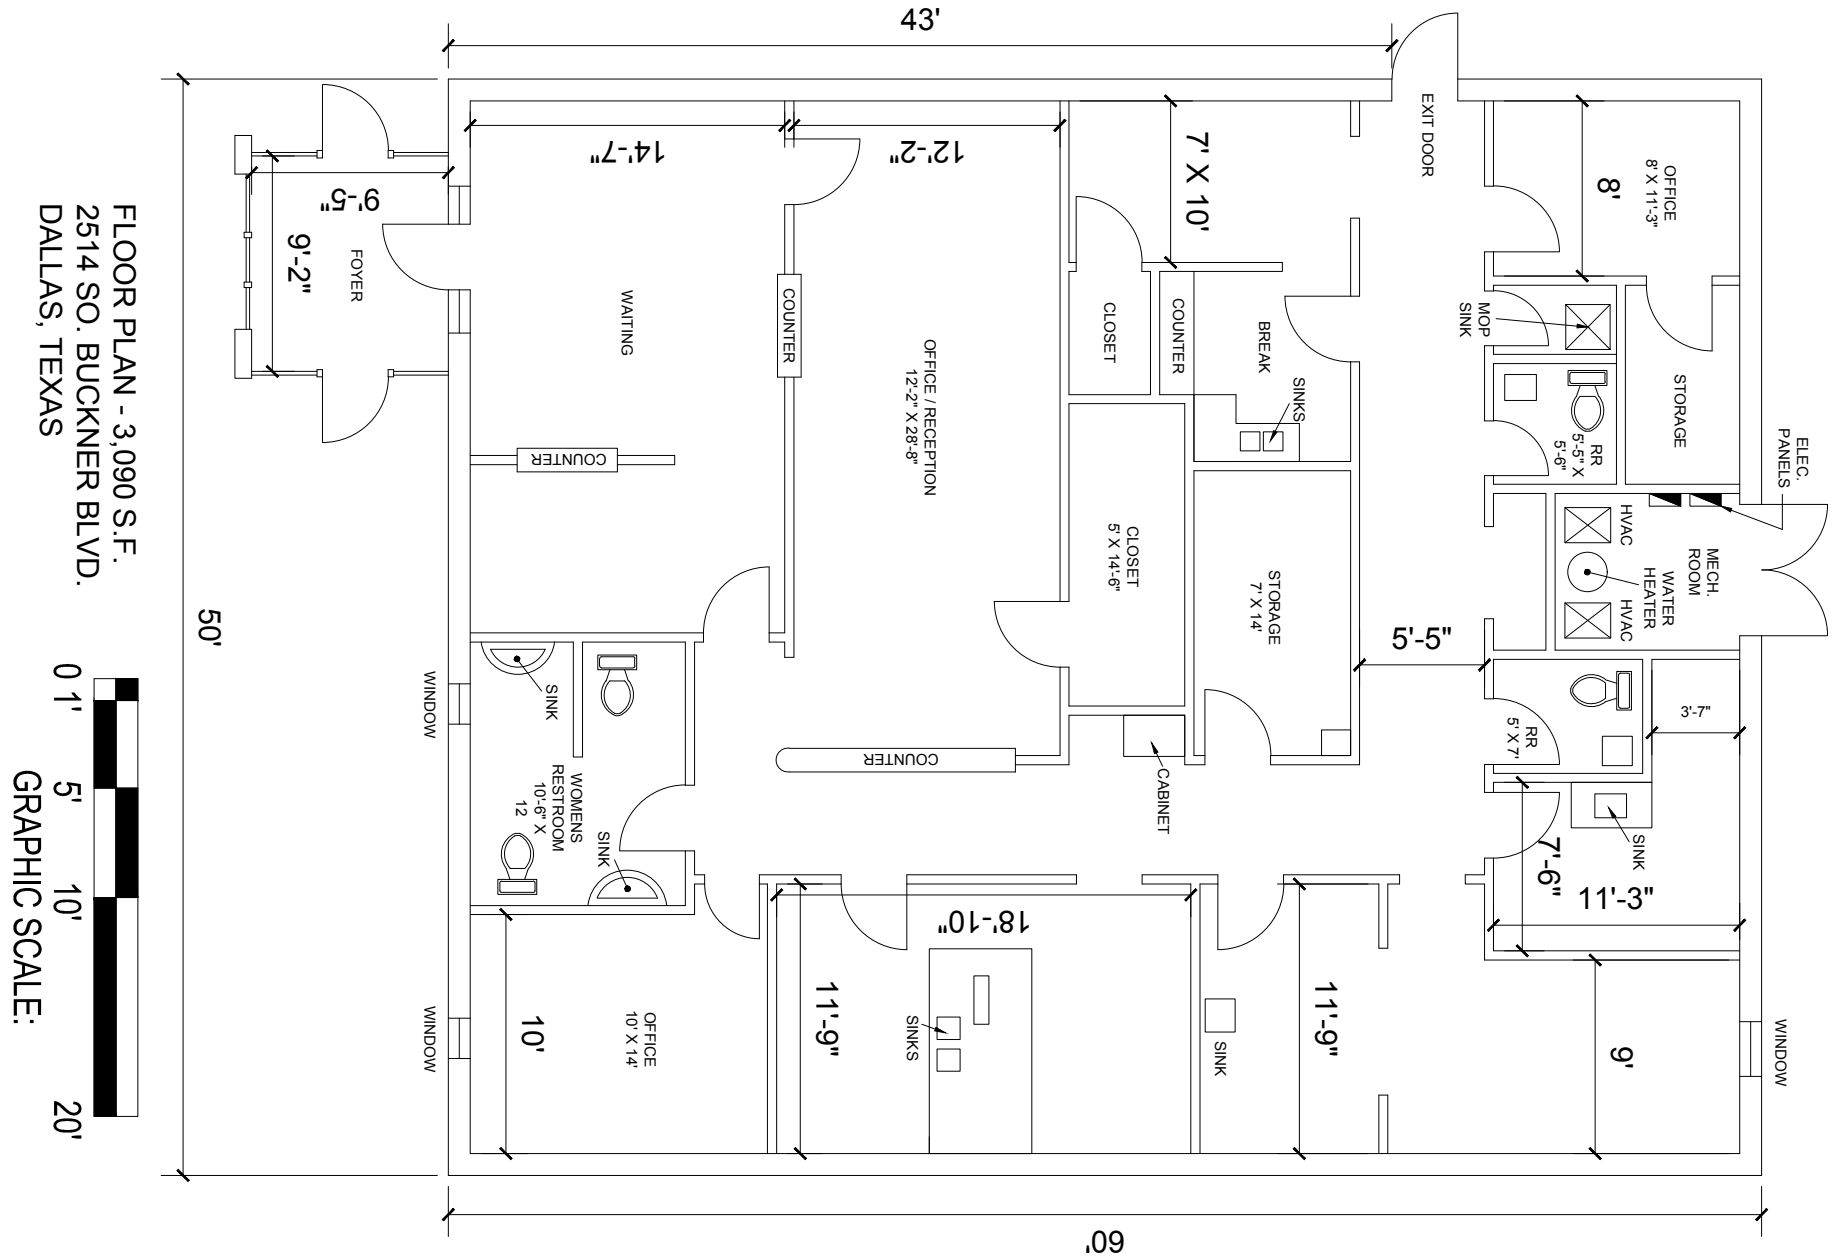 43'
EXIT DOOR
14'-7"
12'-2"
7' X 10'
8'
OFFICE
8' X 11'-3"
9'-5"
9'-2"
FOYER
WAITING
COUNTER
OFFICE / RECEPTION
12'-2" X 28'-8"
CLOSET
COUNTER
BREAK
SINKS
MOP
SINK
RR
5'-5" X
5'-6"
STORAGE
ELEC.
PANELS
COUNTER
CLOSET
5' X 14'-6"
STORAGE
7' X 14'
5'-5"
HVAC
WATER
HEATER
HVAC
MECH.
ROOM
WINDOW
SINK
WOMENS
RESTROOM
10'-6" X
12
SINK
COUNTER
CABINET
RR
5' X 7'
3'-7"
SINK
7'-6"
11'-3"
WINDOW
10'
OFFICE
10' X 14'
11'-9"
18'-10"
SINKS
SINK
11'-9"
9'
WINDOW
50'
60'
FLOOR PLAN - 3,090 S.F.
2514 SO. BUCKNER BLVD.
DALLAS, TEXAS
0 1' 5' 10' 20'
GRAPHIC SCALE: